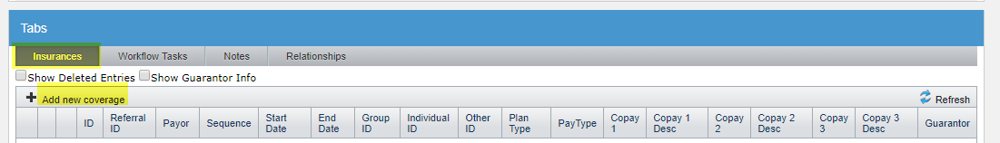 Tabs
Insurances Workflow Tasks Notes Relationships
Show Deleted Entries Show Guarantor Info
Add new coverage Refresh
ID Referral ID Payor Sequence Start Date End Date Group ID Individual ID Other ID Plan Type PayType Copay 1 Copay 1 Desc Copay 2 Copay 2 Desc Copay 3 Copay 3 Desc Guarantor